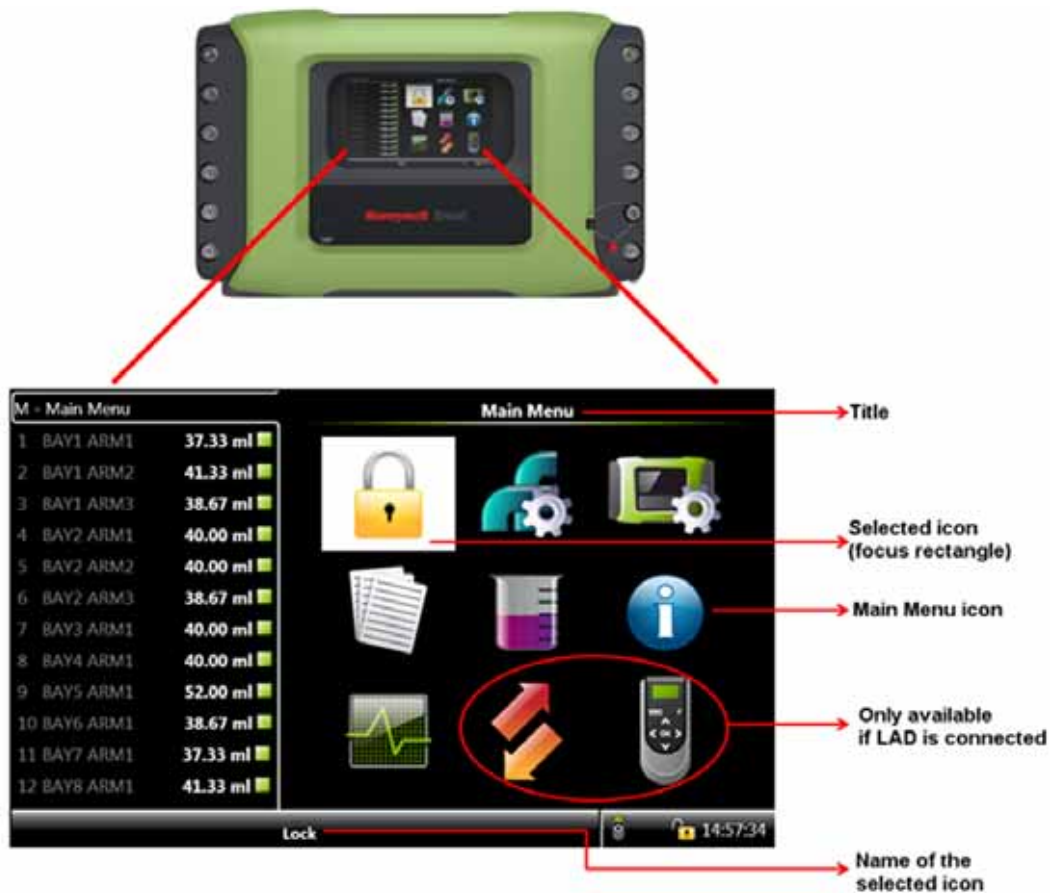 Honeywell Enraf
M - Main Menu
Main Menu
Title
1 BAY1 ARM1 37.33 ml
2 BAY1 ARM2 41.33 ml
3 BAY1 ARM3 38.67 ml
4 BAY2 ARM1 40.00 ml
5 BAY2 ARM2 40.00 ml
6 BAY2 ARM3 38.67 ml
7 BAY3 ARM1 40.00 ml
8 BAY4 ARM1 40.00 ml
9 BAY5 ARM1 52.00 ml
10 BAY6 ARM1 38.67 ml
11 BAY7 ARM1 37.33 ml
12 BAY8 ARM1 41.33 ml
Selected icon
(focus rectangle)
Main Menu icon
Only available
if LAD is connected
OK
Lock
14:57:34
Name of the
selected icon